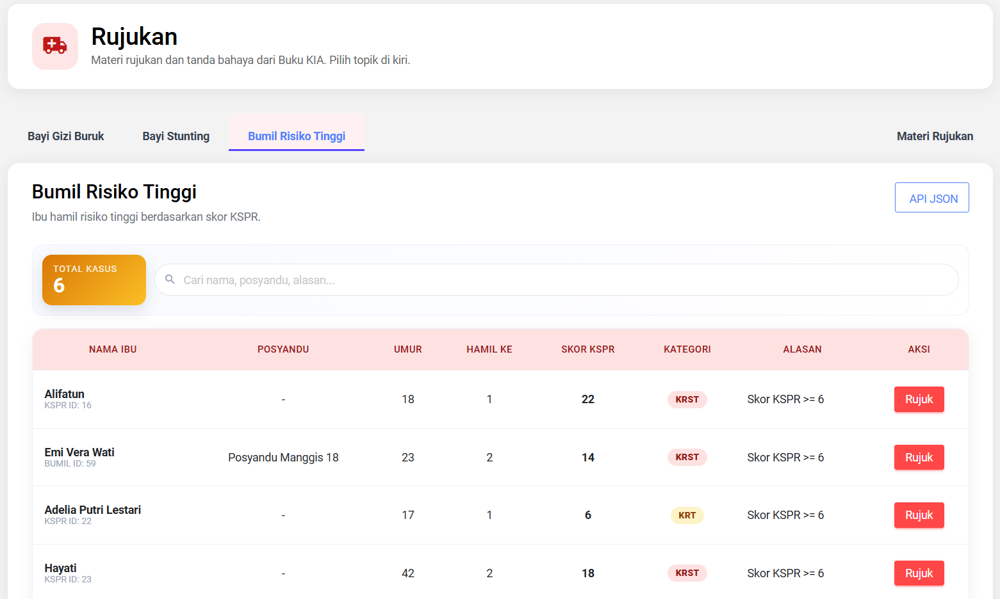 Rujukan
Materi rujukan dan tanda bahaya dari Buku KIA. Pilih topik di kiri.
Bayi Gizi Buruk Bayi Stunting Bumil Risiko Tinggi Materi Rujukan
Bumil Risiko Tinggi
API JSON
Ibu hamil risiko tinggi berdasarkan skor KSPR.
TOTAL KASUS
6
Cari nama, posyandu, alasan...
NAMA IBU POSYANDU UMUR HAMIL KE SKOR KSPR KATEGORI ALASAN AKSI
Alifatun
KSPR ID: 16
- 18 1 22 KRST Skor KSPR >= 6 Rujuk
Emi Vera Wati
BUMIL ID: 59
Posyandu Manggis 18 23 2 14 KRST Skor KSPR >= 6 Rujuk
Adelia Putri Lestari
KSPR ID: 22
- 17 1 6 KRT Skor KSPR >= 6 Rujuk
Hayati
KSPR ID: 23
- 42 2 18 KRST Skor KSPR >= 6 Rujuk